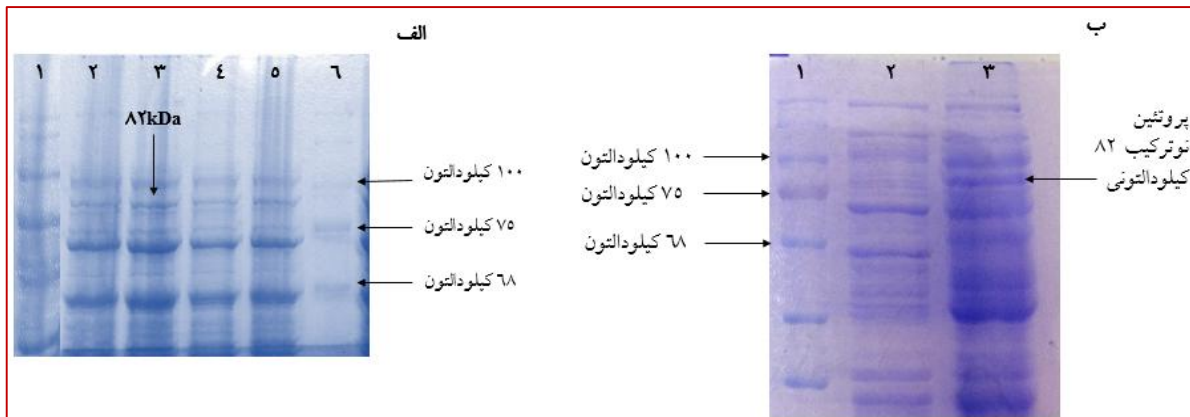 الف
۱ ۲ ۳ ٤ ٥ ٦
۸۲kDa
۱۰۰ کیلودالتون
۷۵ کیلودالتون
٦۸ کیلودالتون
ب
۱ ۲ ۳
۱۰۰ کیلودالتون
۷۵ کیلودالتون
٦۸ کیلودالتون
پروتئین
نوترکیب ۸۲
کیلودالتونی